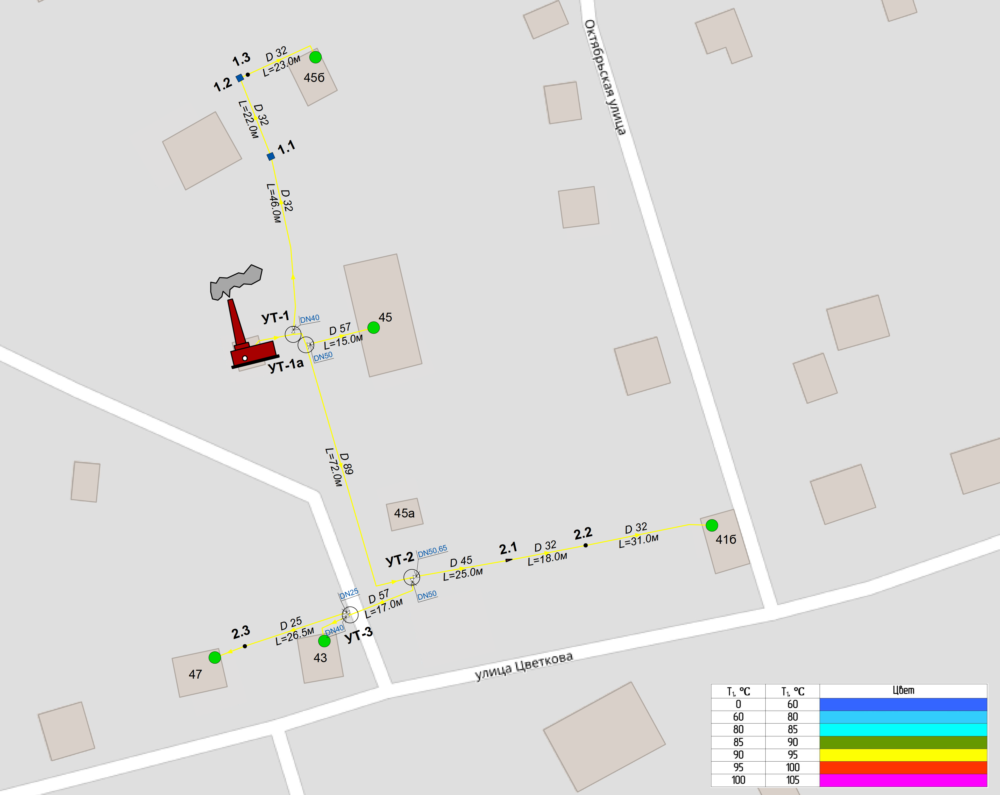 Октябрьская улица
D 32
1.3
L=23.0м
45б
1.2
D 32
L=22.0м
1.1
D 32
L=46.0м
УТ-1
DN40
45
D 57
L=15.0м
DN50
УТ-1а
D 89
L=72.0м
45а
D 32
2.2
L=31.0м
41б
2.1
D 32
L=18.0м
DN50,65
УТ-2
D 45
L=25.0м
DN25
D 57
DN50
L=17.0м
D 25
L=26.5м
2.3
DN40
УТ-3
43
47
улица Цветкова
T1, °C T1, °C Цвет
0 60
60 80
80 85
85 90
90 95
95 100
100 105